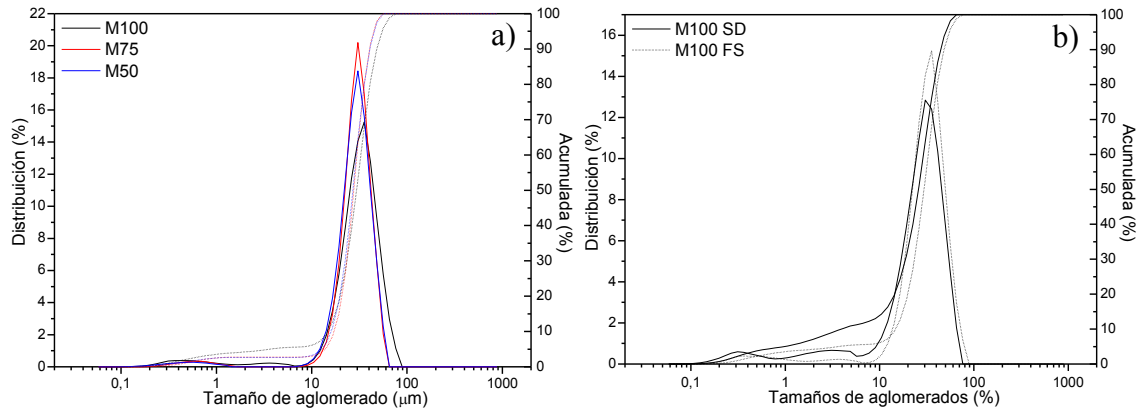 a)
M100
M75
M50
Distribuición (%)
22
20
18
16
14
12
10
8
6
4
2
0
100
90
80
70
60
50
40
30
20
10
0
Acumulada (%)
0,1 1 10 100 1000
Tamaño de aglomerado (μm)
b)
M100 SD
M100 FS
Distribuición (%)
16
14
12
10
8
6
4
2
0
100
90
80
70
60
50
40
30
20
10
0
Acumulada (%)
0,1 1 10 100 1000
Tamaños de aglomerados (%)